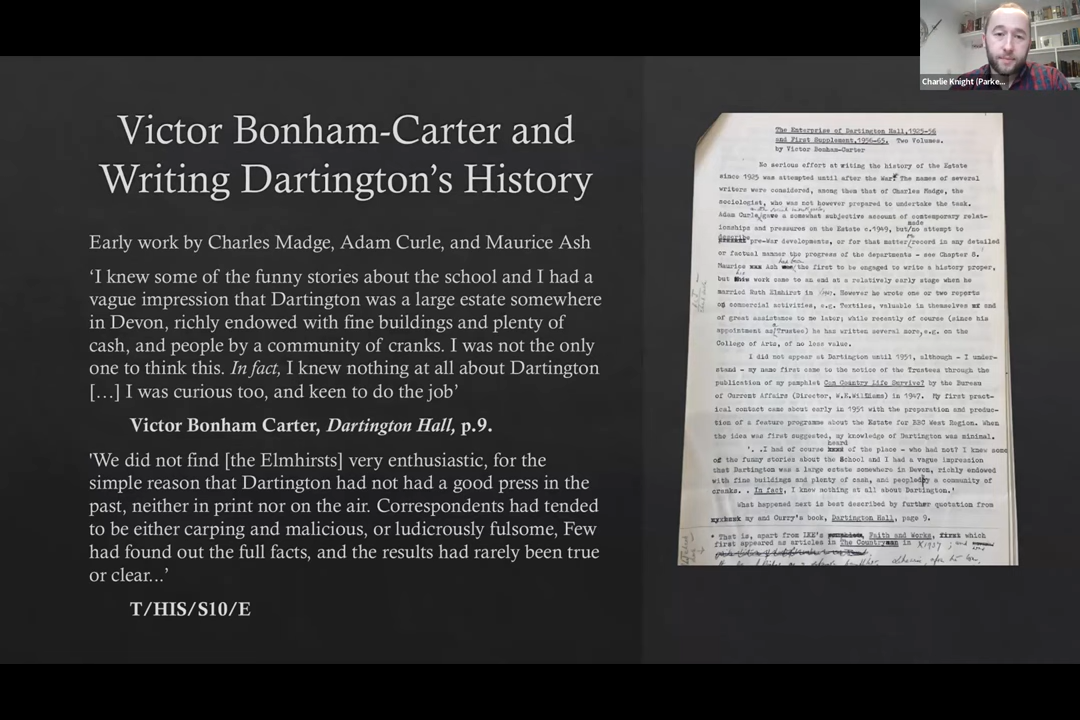 Charlie Knight (Parke...
Victor Bonham-Carter and
Writing Dartington's History
Early work by Charles Madge, Adam Curle, and Maurice Ash
'I knew some of the funny stories about the school and I had a
vague impression that Dartington was a large estate somewhere
in Devon, richly endowed with fine buildings and plenty of
cash, and people by a community of cranks. I was not the only
one to think this. In fact, I knew nothing at all about Dartington
[…] I was curious too, and keen to do the job'
Victor Bonham Carter, Dartington Hall, p.9.
'We did not find [the Elmhirsts] very enthusiastic, for the
simple reason that Dartington had not had a good press in the
past, neither in print nor on the air. Correspondents had tended
to be either carping and malicious, or ludicrously fulsome, Few
had found out the full facts, and the results had rarely been true
or clear...'
T/HIS/S10/E
The Enterprise of Dartington Hall, 1925-56
and First Supplement, 1956-65. Two Volumes.
by Victor Bonham-Carter
No serious effort at writing the history of the Estate
since 1925 was attempted until after the War. The names of several
writers were considered, among them that of Charles Madge, the
sociologist, who was not however prepared to undertake the task.
Adam Curle gave a somewhat subjective account of contemporary relat-
ionships and pressures on the Estate c.1949, but made no attempt to
describe pre-War developments, or for that matter record in any detailed
or factual manner the progress of the departments - see Chapter 8.
Maurice Ash had been the first to be engaged to write a history proper,
but his work came to an end at a relatively early stage when he
married Ruth Elmhirst in However he wrote one or two reports
on commercial activities, e.g. Textiles, valuable in themselves and
of great assistance to me later; while recently of course (since his
appointment as Trustee) he has written several more, e.g. on the
College of Arts, of no less value.
I did not appear at Dartington until 1951, although - I under-
stand - my name first came to the notice of the Trustees through the
publication of my pamphlet Can Country Life Survive? by the Bureau
of Current Affairs (Director, W.E.Williams) in 1947. My first pract-
ical contact came about early in 1951 with the preparation and produc-
tion of a feature programme about the Estate for BBC West Region. When
the idea was first suggested, my knowledge of Dartington was minimal.
'. .I had of course heard of the place - who had not? I knew some
of the funny stories about the School and I had a vague impression
that Dartington was a large estate somewhere in Devon, richly endowed
with fine buildings and plenty of cash, and peopled by a community of
cranks. . In fact, I knew nothing at all about Dartington.'
What happened next is best described by further quotation from
my and Curry's book, Dartington Hall, page 9.
* That is, apart from LKE's Faith and Works, which
first appeared as articles in The Countryman in 1937; and